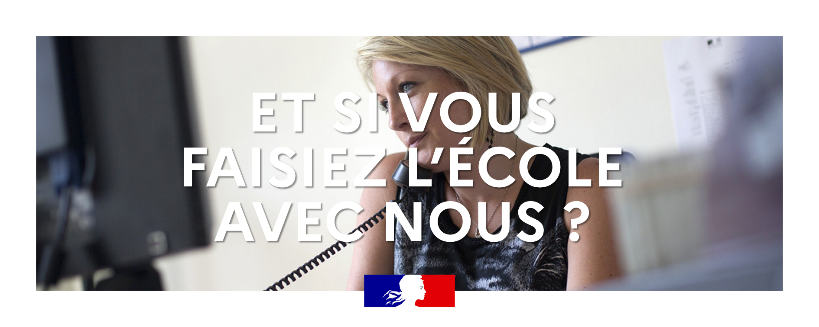 ET SI VOUS
FAISIEZ L’ÉCOLE
AVEC NOUS ?